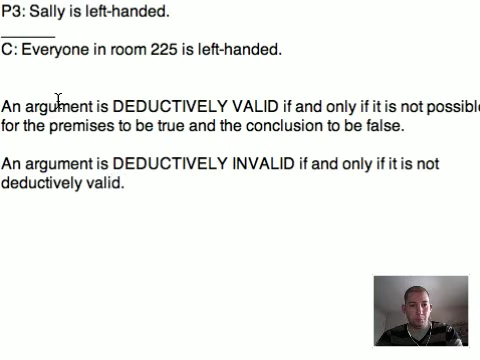 P3: Sally is left-handed.
C: Everyone in room 225 is left-handed.
An argument is DEDUCTIVELY VALID if and only if it is not possibl
for the premises to be true and the conclusion to be false.
An argument is DEDUCTIVELY INVALID if and only if it is not
deductively valid.